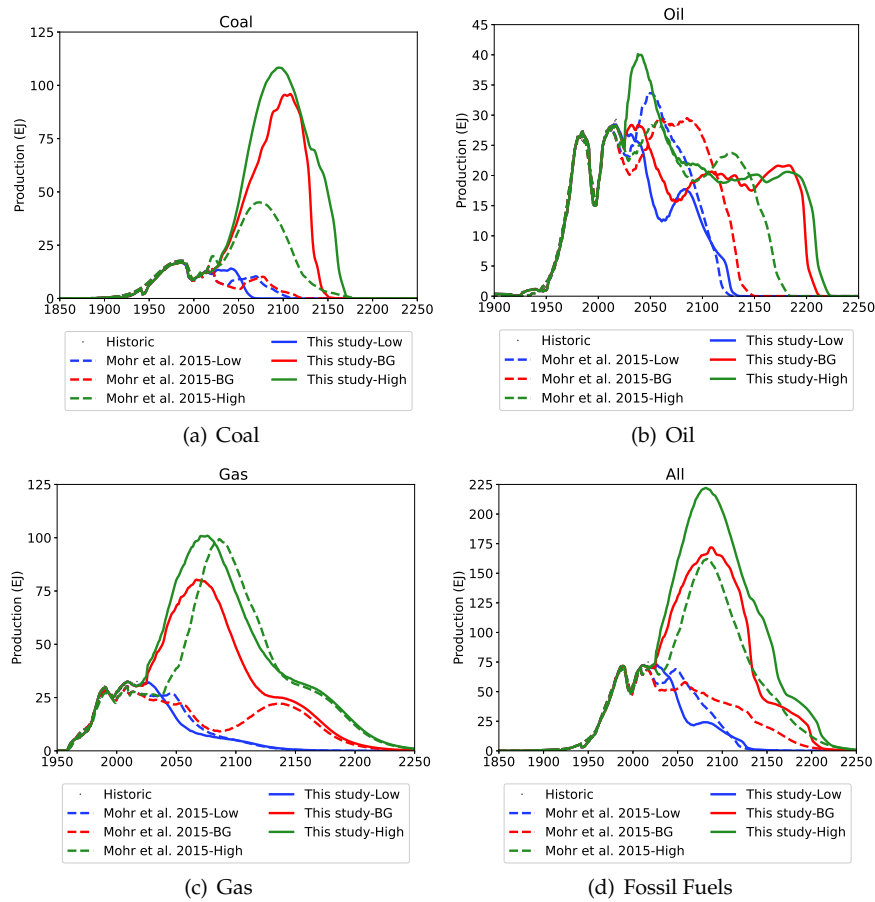 Coal
Production (EJ)
125
100
75
50
25
0
1850 1900 1950 2000 2050 2100 2150 2200 2250
Historic
Mohr et al. 2015-Low
Mohr et al. 2015-BG
Mohr et al. 2015-High
This study-Low
This study-BG
This study-High
(a) Coal
Oil
Production (EJ)
45
40
35
30
25
20
15
10
5
0
1900 1950 2000 2050 2100 2150 2200 2250
Historic
Mohr et al. 2015-Low
Mohr et al. 2015-BG
Mohr et al. 2015-High
This study-Low
This study-BG
This study-High
(b) Oil
Gas
Production (EJ)
125
100
75
50
25
0
1950 2000 2050 2100 2150 2200 2250
Historic
Mohr et al. 2015-Low
Mohr et al. 2015-BG
Mohr et al. 2015-High
This study-Low
This study-BG
This study-High
(c) Gas
All
Production (EJ)
225
200
175
150
125
100
75
50
25
0
1850 1900 1950 2000 2050 2100 2150 2200 2250
Historic
Mohr et al. 2015-Low
Mohr et al. 2015-BG
Mohr et al. 2015-High
This study-Low
This study-BG
This study-High
(d) Fossil Fuels